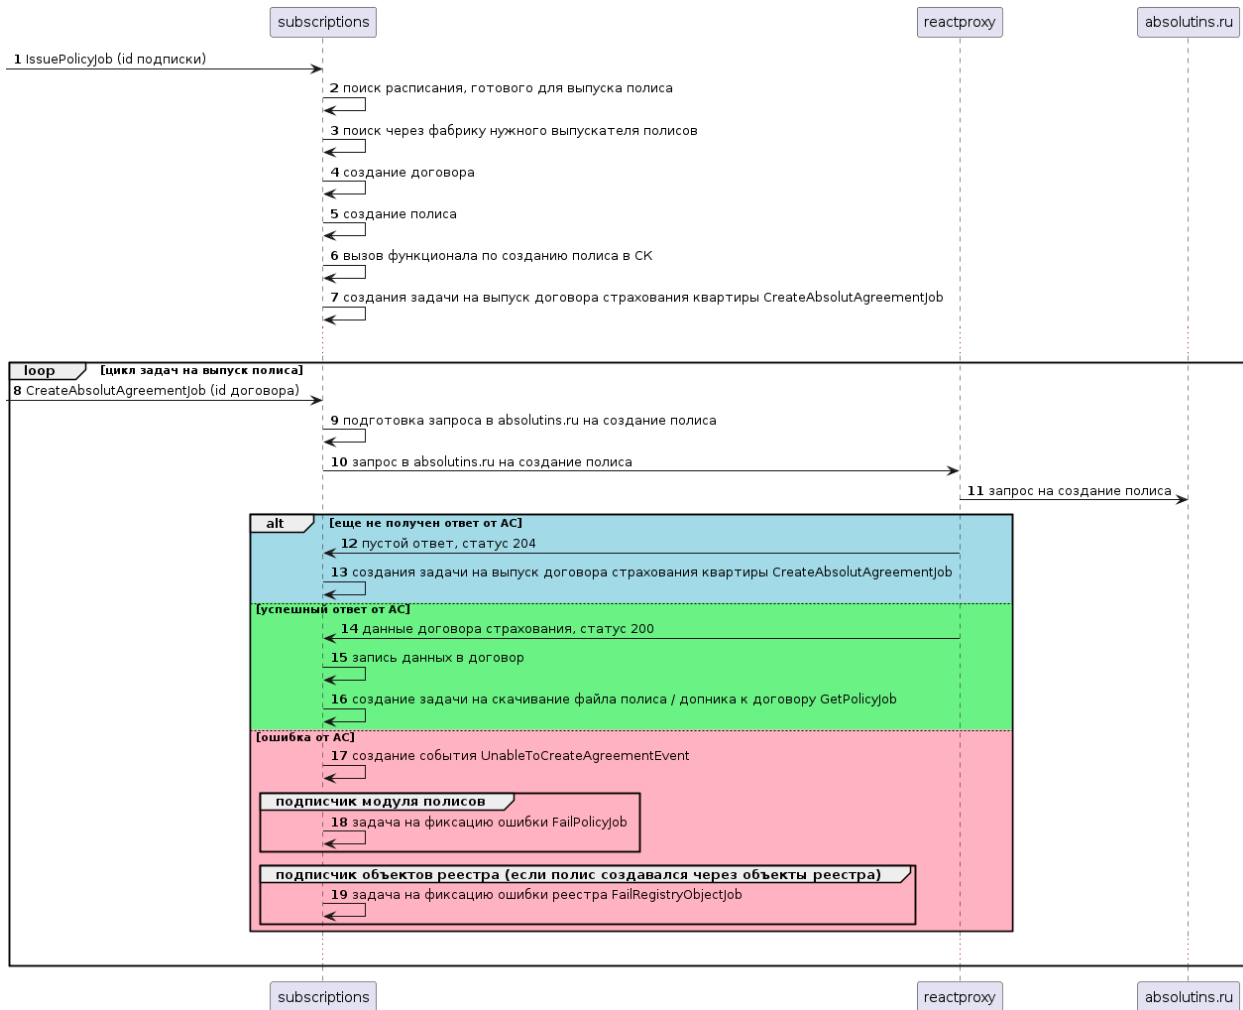 subscriptions
reactproxy
absolutins.ru
1 IssuePolicyJob (id подписки)
2 поиск расписания, готового для выпуска полиса
3 поиск через фабрику нужного выпускателя полисов
4 создание договора
5 создание полиса
6 вызов функционала по созданию полиса в СК
7 создания задачи на выпуск договора страхования квартиры CreateAbsolutAgreementJob
loop [цикл задач на выпуск полиса]
8 CreateAbsolutAgreementJob (id договора)
9 подготовка запроса в absolutins.ru на создание полиса
10 запрос в absolutins.ru на создание полиса
11 запрос на создание полиса
alt [еще не получен ответ от АС]
12 пустой ответ, статус 204
13 создания задачи на выпуск договора страхования квартиры CreateAbsolutAgreementJob
[успешный ответ от АС]
14 данные договора страхования, статус 200
15 запись данных в договор
16 создание задачи на скачивание файла полиса / допника к договору GetPolicyJob
[ошибка от АС]
17 создание события UnableToCreateAgreementEvent
подписчик модуля полисов
18 задача на фиксацию ошибки FailPolicyJob
подписчик объектов реестра (если полис создавался через объекты реестра)
19 задача на фиксацию ошибки реестра FailRegistryObjectJob
subscriptions
reactproxy
absolutins.ru